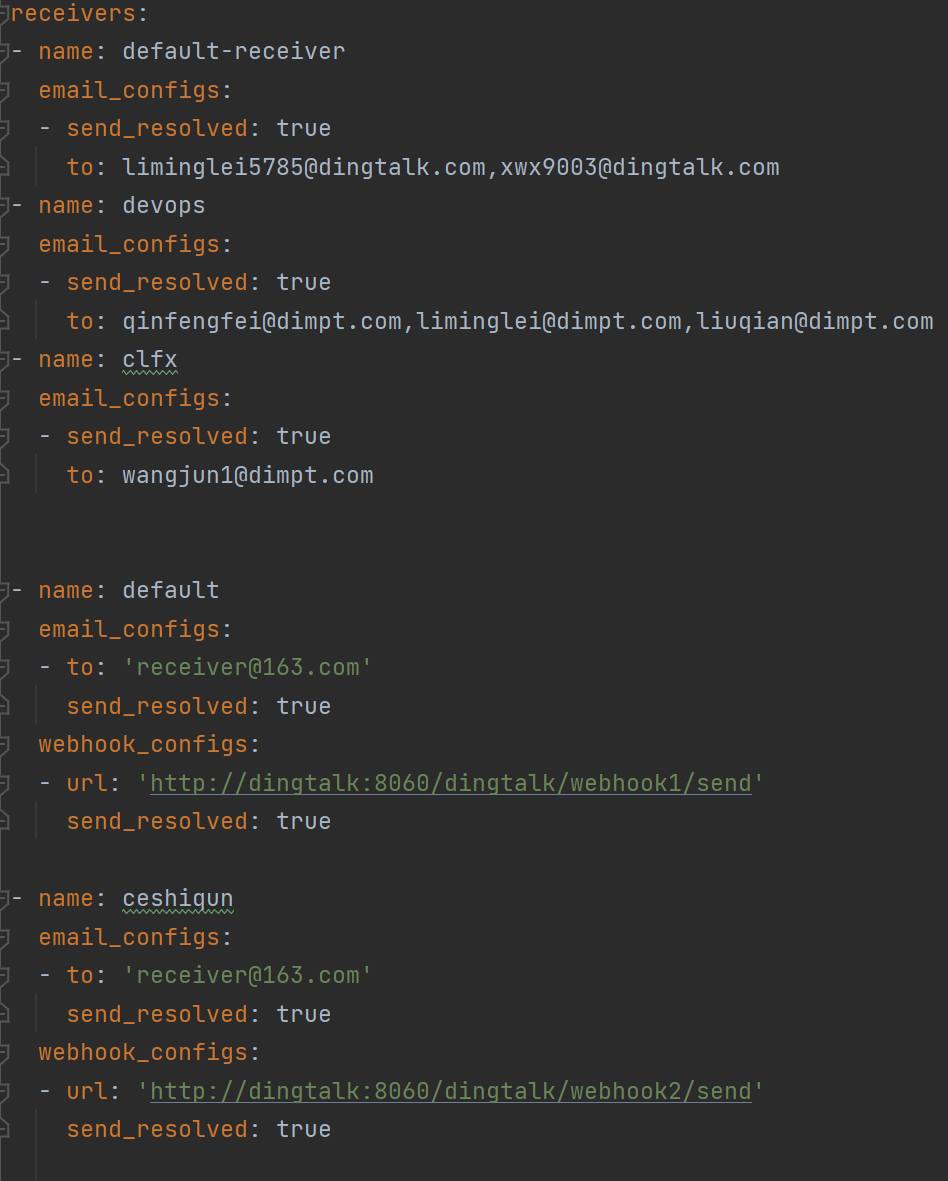 receivers:
- name: default-receiver
  email_configs:
  - send_resolved: true
    to: liminglei5785@dingtalk.com,xwx9003@dingtalk.com
- name: devops
  email_configs:
  - send_resolved: true
    to: qinfengfei@dimpt.com,liminglei@dimpt.com,liuqian@dimpt.com
- name: clfx
  email_configs:
  - send_resolved: true
    to: wangjun1@dimpt.com
- name: default
  email_configs:
  - to: 'receiver@163.com'
    send_resolved: true
  webhook_configs:
  - url: 'http://dingtalk:8060/dingtalk/webhook1/send'
    send_resolved: true
- name: ceshiqun
  email_configs:
  - to: 'receiver@163.com'
    send_resolved: true
  webhook_configs:
  - url: 'http://dingtalk:8060/dingtalk/webhook2/send'
    send_resolved: true